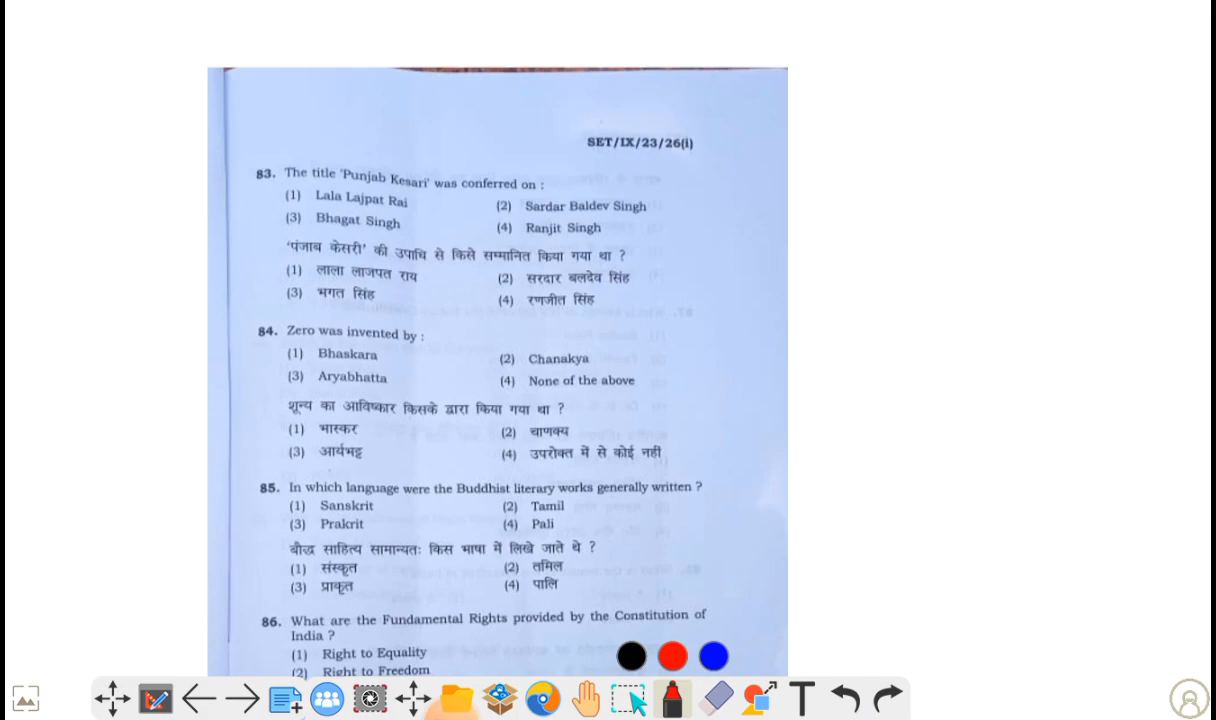 SET/IX/23/26(i)
83. The title 'Punjab Kesari' was conferred on :
(1) Lala Lajpat Rai (2) Sardar Baldev Singh
(3) Bhagat Singh (4) Ranjit Singh
'पंजाब केसरी' की उपाधि से किसे सम्मानित किया गया था ?
(1) लाला लाजपत राय (2) सरदार बलदेव सिंह
(3) भगत सिंह (4) रणजीत सिंह
84. Zero was invented by :
(1) Bhaskara (2) Chanakya
(3) Aryabhatta (4) None of the above
शून्य का आविष्कार किसके द्वारा किया गया था ?
(1) भास्कर (2) चाणक्य
(3) आर्यभट्ट (4) उपरोक्त में से कोई नहीं
85. In which language were the Buddhist literary works generally written ?
(1) Sanskrit (2) Tamil
(3) Prakrit (4) Pali
बौद्ध साहित्य सामान्यतः किस भाषा में लिखे जाते थे ?
(1) संस्कृत (2) तमिल
(3) प्राकृत (4) पालि
86. What are the Fundamental Rights provided by the Constitution of
India ?
(1) Right to Equality
(2) Right to Freedom